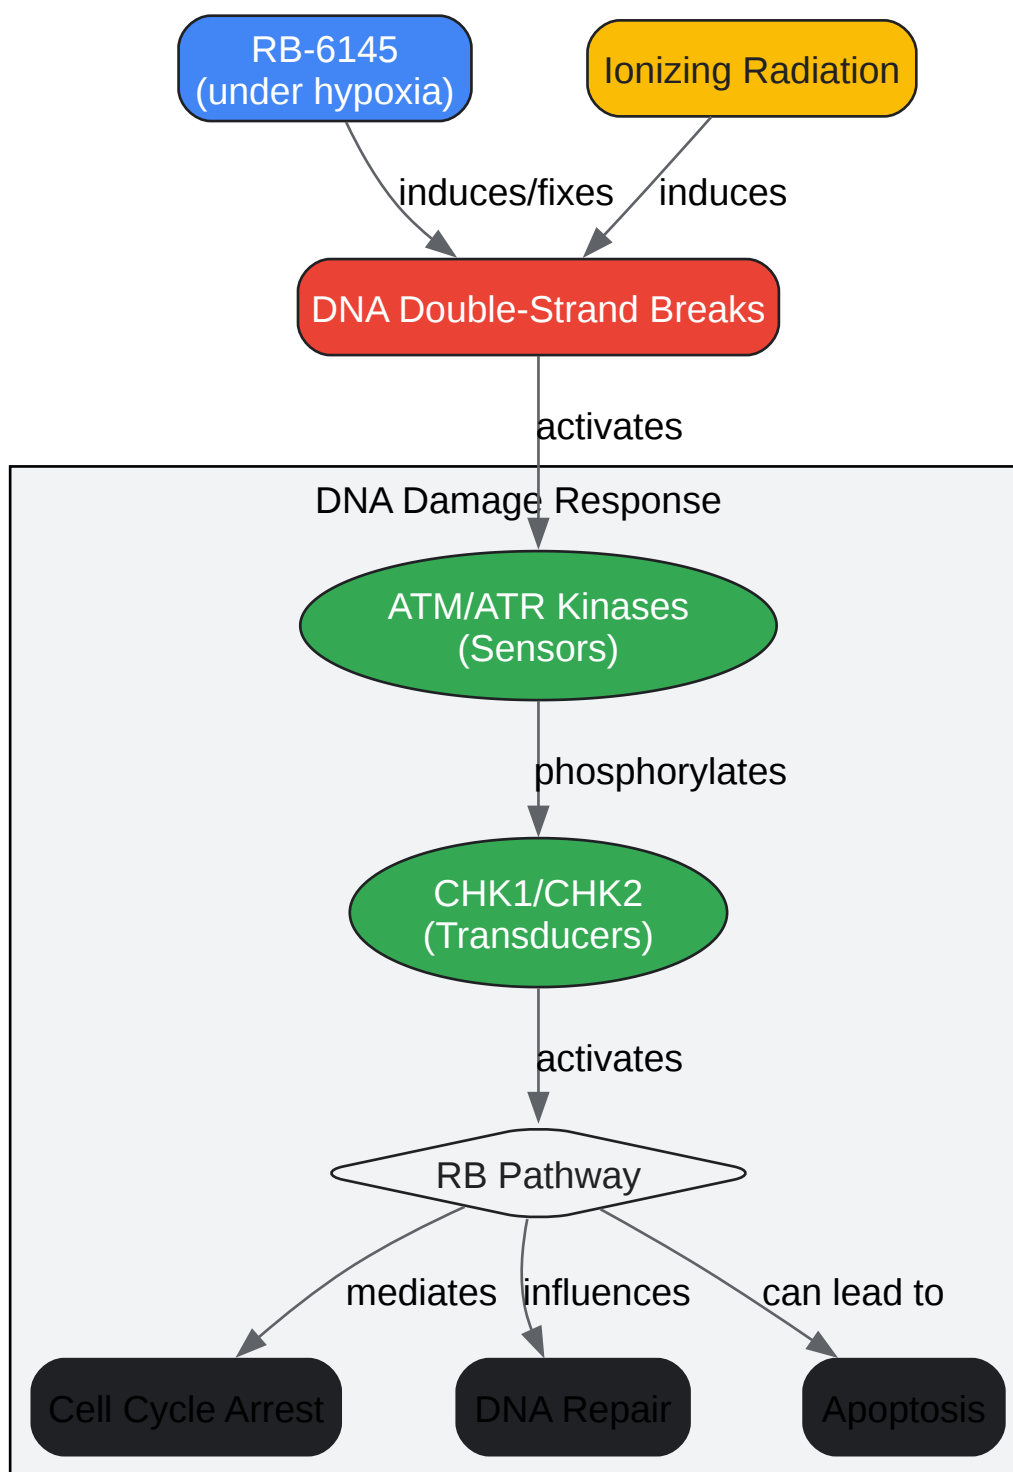 RB-6145
(under hypoxia)
Ionizing Radiation
induces/fixes
induces
DNA Double-Strand Breaks
activates
DNA Damage Response
ATM/ATR Kinases
(Sensors)
phosphorylates
CHK1/CHK2
(Transducers)
activates
RB Pathway
mediates
influences
can lead to
Cell Cycle Arrest
DNA Repair
Apoptosis